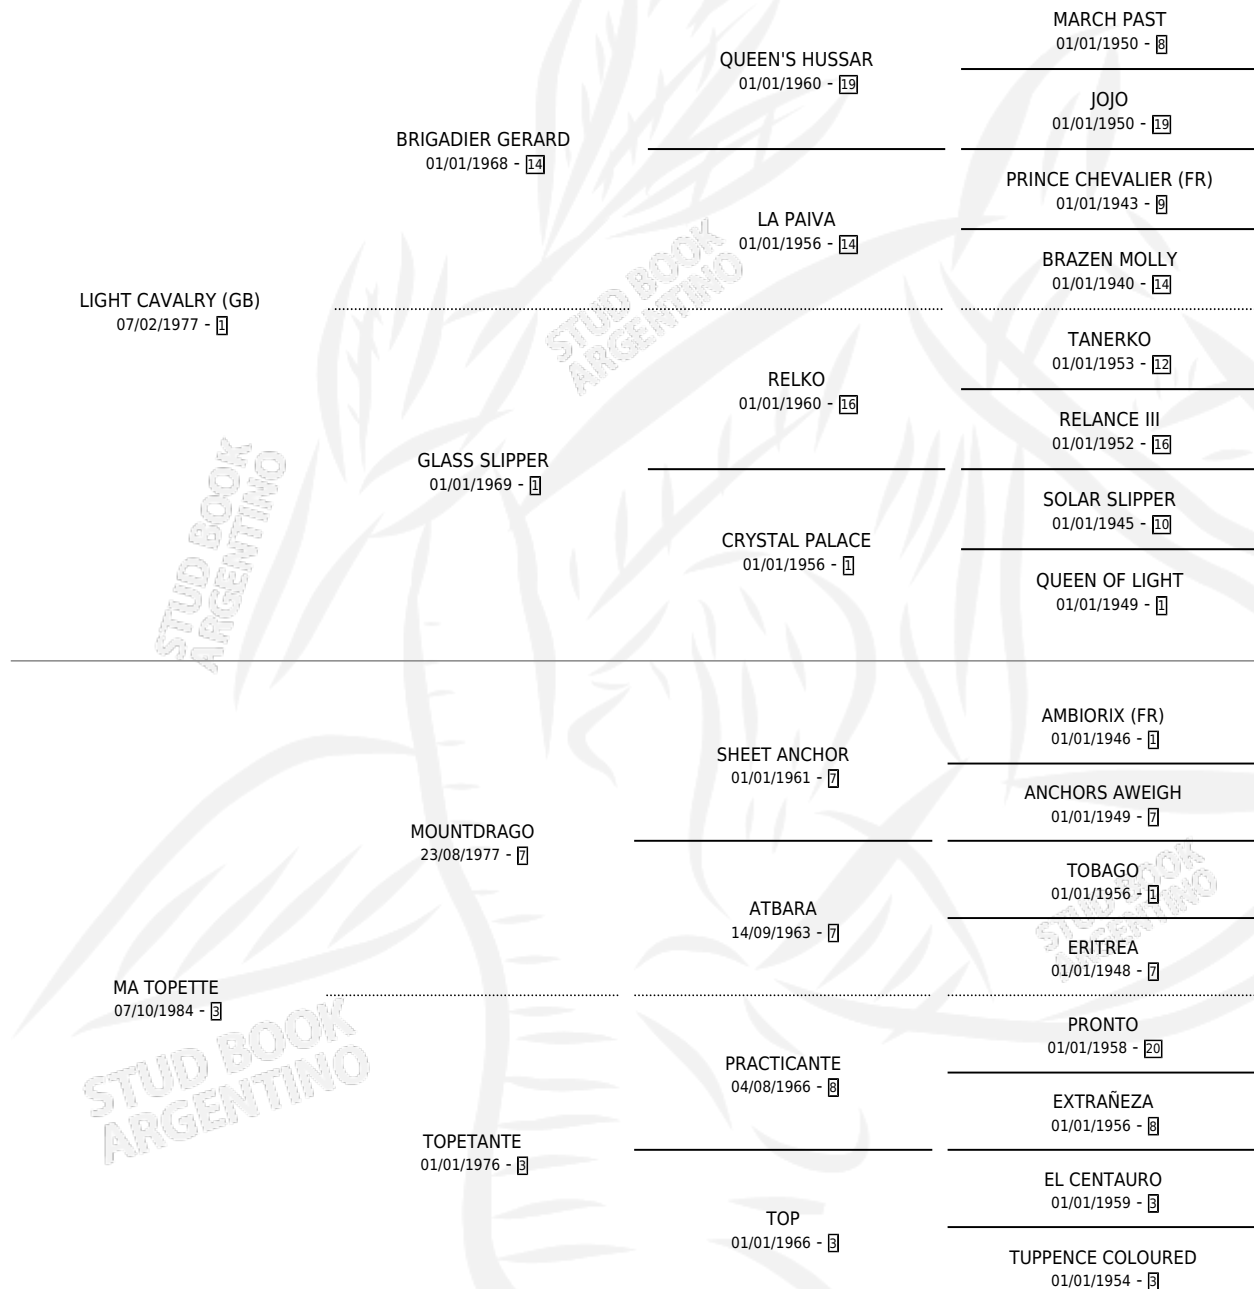 MARCH PAST
01/01/1950 - 8
QUEEN'S HUSSAR
01/01/1960 - 19
JOJO
01/01/1950 - 19
BRIGADIER GERARD
01/01/1968 - 14
PRINCE CHEVALIER (FR)
01/01/1943 - 9
LA PAIVA
01/01/1956 - 14
BRAZEN MOLLY
01/01/1940 - 14
LIGHT CAVALRY (GB)
07/02/1977 - 1
STUD BOOK
ARGENTINO
TANERKO
01/01/1953 - 12
RELKO
01/01/1960 - 16
RELANCE III
01/01/1952 - 16
GLASS SLIPPER
01/01/1969 - 1
SOLAR SLIPPER
01/01/1945 - 10
CRYSTAL PALACE
01/01/1956 - 1
QUEEN OF LIGHT
01/01/1949 - 1
STUD BOOK
ARGENTINO
AMBIORIX (FR)
01/01/1946 - 1
SHEET ANCHOR
01/01/1961 - 7
ANCHORS AWEIGH
01/01/1949 - 7
MOUNTDRAGO
23/08/1977 - 7
TOBAGO
01/01/1956 - 1
ATBARA
14/09/1963 - 7
STUD BOOK
ARGENTINO
ERITREA
01/01/1948 - 7
MA TOPETTE
07/10/1984 - 3
STUD BOOK
ARGENTINO
PRONTO
01/01/1958 - 20
PRACTICANTE
04/08/1966 - 8
EXTRAÑEZA
01/01/1956 - 8
TOPETANTE
01/01/1976 - 3
EL CENTAURO
01/01/1959 - 3
TOP
01/01/1966 - 3
TUPPENCE COLOURED
01/01/1954 - 3